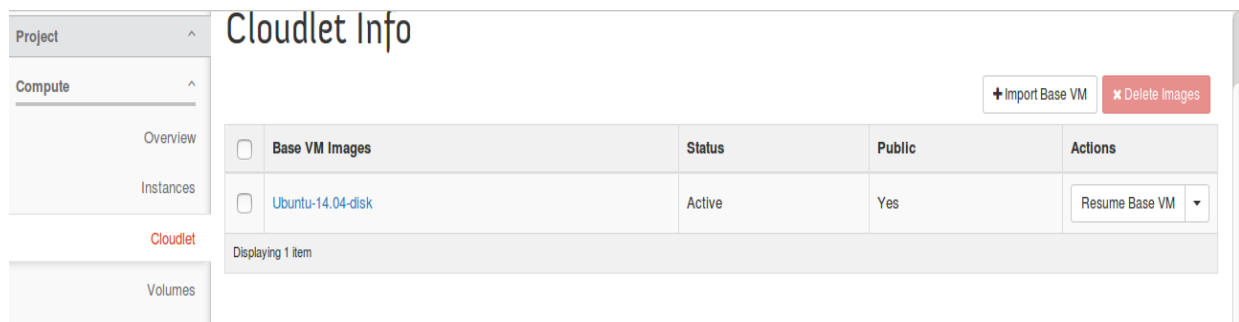 Project
Cloudlet Info
Compute
Import Base VM
Delete Images
Overview
Base VM Images Status Public Actions
Instances
Ubuntu-14.04-disk Active Yes Resume Base VM
Cloudlet
Displaying 1 item
Volumes